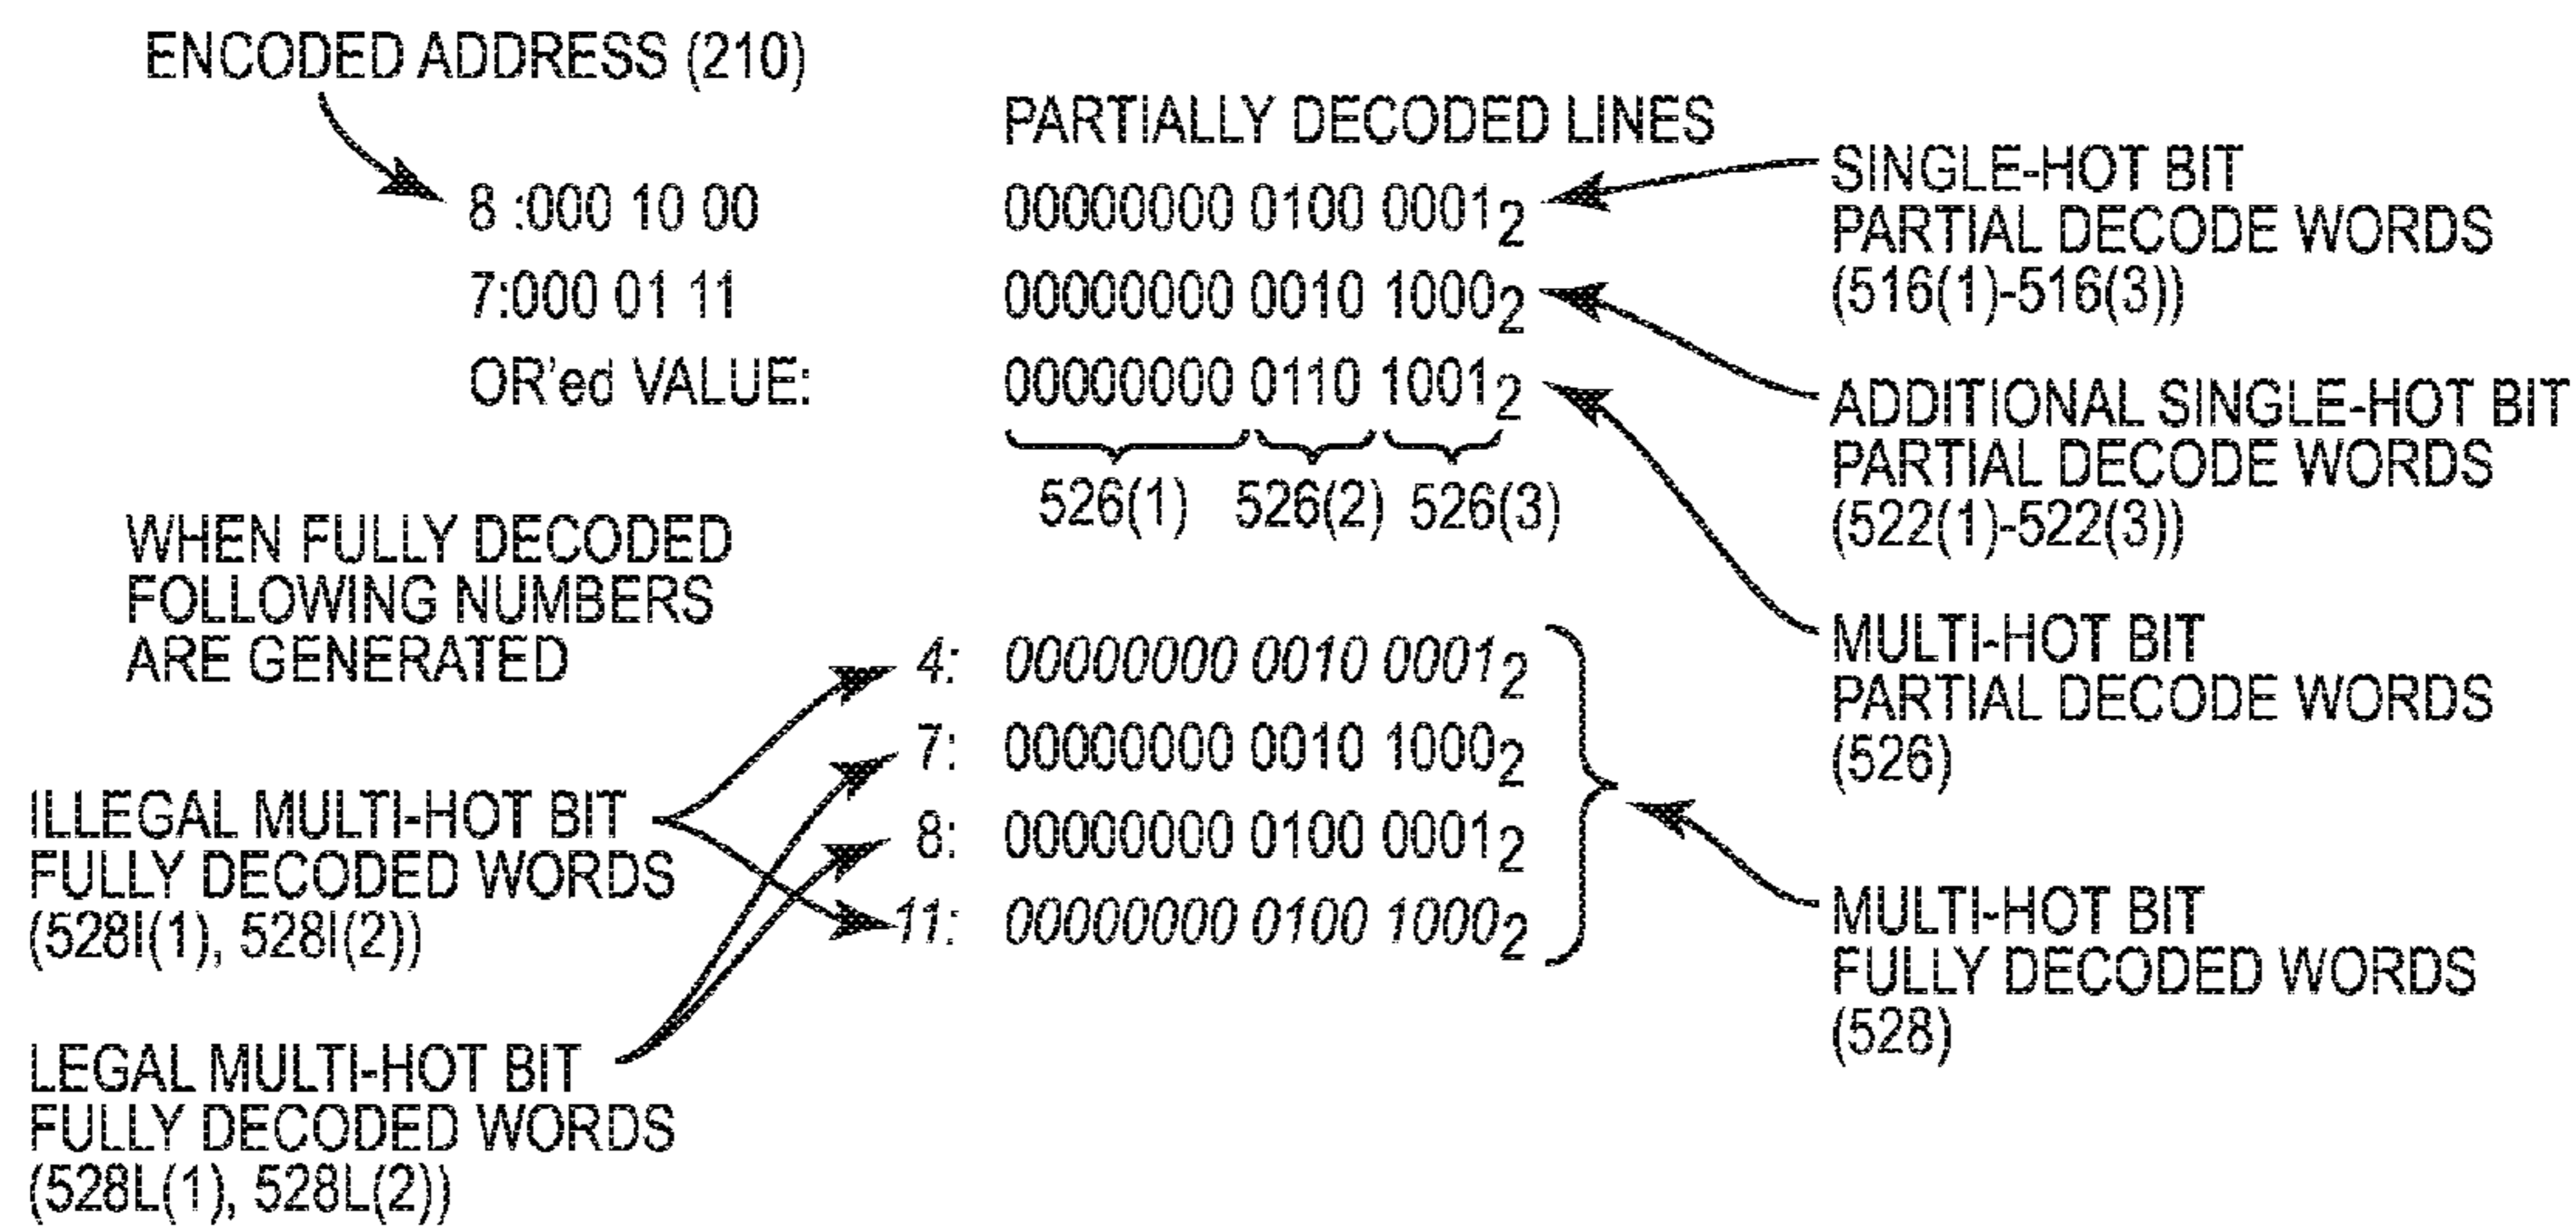 ENCODED ADDRESS (210)
PARTIALLY DECODED LINES
8 :000 10 00 00000000 0100 0001₂
7:000 01 11 00000000 0010 1000₂
OR'ed VALUE: 00000000 0110 1001₂
526(1) 526(2) 526(3)
SINGLE-HOT BIT
PARTIAL DECODE WORDS
(516(1)-516(3))
ADDITIONAL SINGLE-HOT BIT
PARTIAL DECODE WORDS
(522(1)-522(3))
MULTI-HOT BIT
PARTIAL DECODE WORDS
(526)
WHEN FULLY DECODED
FOLLOWING NUMBERS
ARE GENERATED
4: 00000000 0010 0001₂
7: 00000000 0010 1000₂
8: 00000000 0100 0001₂
11: 00000000 0100 1000₂
ILLEGAL MULTI-HOT BIT
FULLY DECODED WORDS
(528I(1), 528I(2))
LEGAL MULTI-HOT BIT
FULLY DECODED WORDS
(528L(1), 528L(2))
MULTI-HOT BIT
FULLY DECODED WORDS
(528)